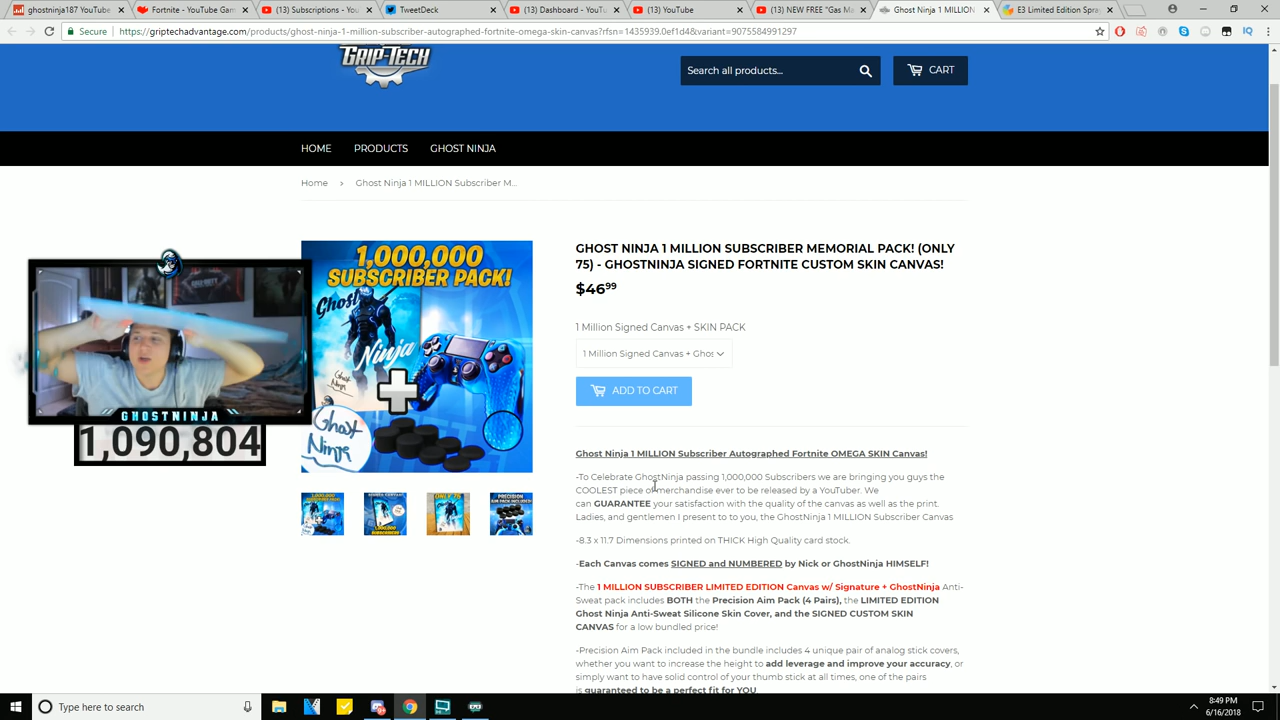 ghostninja187 YouTub
Fortnite - YouTube Gam
(13) Subscriptions - You
TweetDeck
(13) Dashboard - YouTu
(13) YouTube
(13) NEW FREE "Gas Ma
Ghost Ninja 1 MILLION
E3 Limited Edition Spray
Secure
https://griptechadvantage.com/products/ghost-ninja-1-million-subscriber-autographed-fortnite-omega-skin-canvas?rfsn=1435939.0ef1d4&variant=9075584991297
GRIP-TECH
Search all products...
CART
HOME
PRODUCTS
GHOST NINJA
Home › Ghost Ninja 1 MILLION Subscriber M...
1,000,000
SUBSCRIBER PACK!
Ghost
Ninja
Ghost
Ninja
Ghost
Ninja
GHOSTNINJA
1,090,804
GHOST NINJA 1 MILLION SUBSCRIBER MEMORIAL PACK! (ONLY
75) - GHOSTNINJA SIGNED FORTNITE CUSTOM SKIN CANVAS!
$46 99
1 Million Signed Canvas + SKIN PACK
1 Million Signed Canvas + Ghos
ADD TO CART
Ghost Ninja 1 MILLION Subscriber Autographed Fortnite OMEGA SKIN Canvas!
-To Celebrate GhostNinja passing 1,000,000 Subscribers we are bringing you guys the
COOLEST piece of merchandise ever to be released by a YouTuber. We
can GUARANTEE your satisfaction with the quality of the canvas as well as the print.
Ladies, and gentlemen I present to to you, the GhostNinja 1 MILLION Subscriber Canvas
-8.3 x 11.7 Dimensions printed on THICK High Quality card stock.
-Each Canvas comes SIGNED and NUMBERED by Nick or GhostNinja HIMSELF!
-The 1 MILLION SUBSCRIBER LIMITED EDITION Canvas w/ Signature + GhostNinja Anti-
Sweat pack includes BOTH the Precision Aim Pack (4 Pairs), the LIMITED EDITION
Ghost Ninja Anti-Sweat Silicone Skin Cover, and the SIGNED CUSTOM SKIN
CANVAS for a low bundled price!
-Precision Aim Pack included in the bundle includes 4 unique pair of analog stick covers,
whether you want to increase the height to add leverage and improve your accuracy, or
simply want to have solid control of your thumb stick at all times, one of the pairs
is guaranteed to be a perfect fit for YOU
Type here to search
8:49 PM
6/16/2018